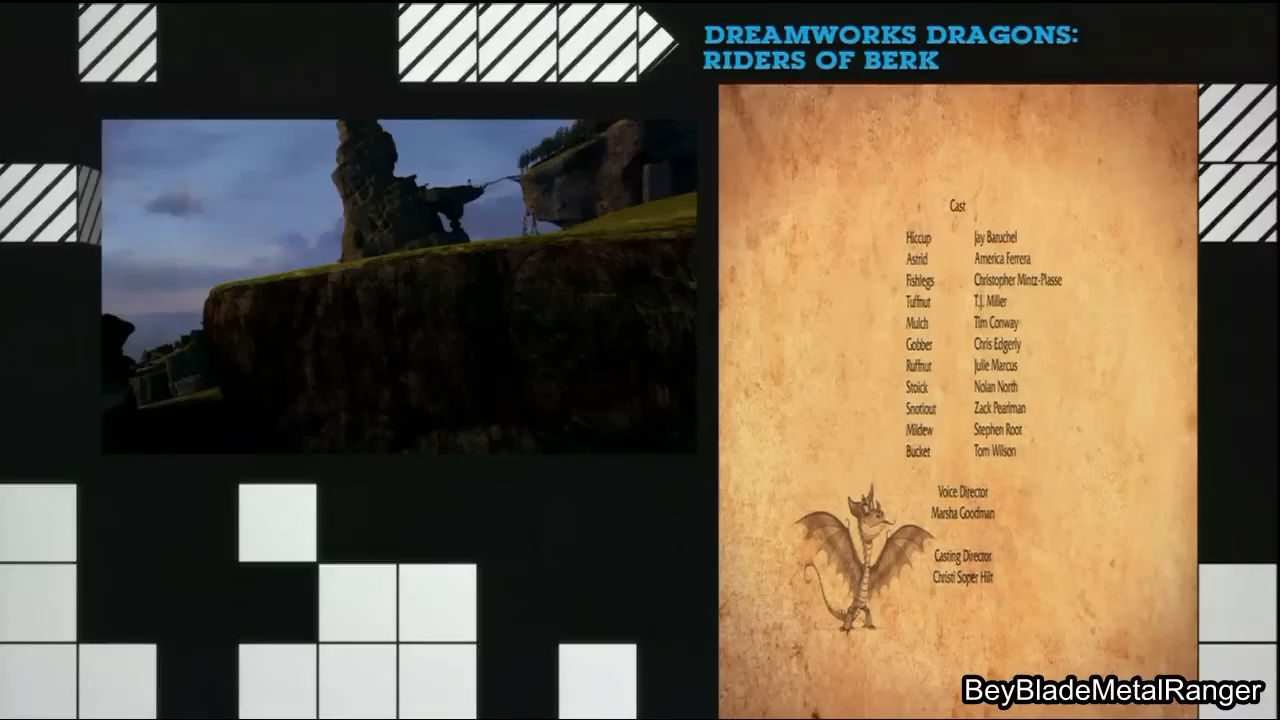 DREAMWORKS DRAGONS:
RIDERS OF BERK
Cast
Hiccup Jay Baruchel
Astrid America Ferrera
Fishlegs Christopher Mintz-Plasse
Tuffnut T.J. Miller
Mulch Tim Conway
Gobber Chris Edgerly
Ruffnut Julie Marcus
Stoick Nolan North
Snotlout Zack Pearlman
Mildew Stephen Root
Bucket Tom Wilson
Voice Director
Marsha Goodman
Casting Director
Christi Soper Hilt
BeyBladeMetalRanger